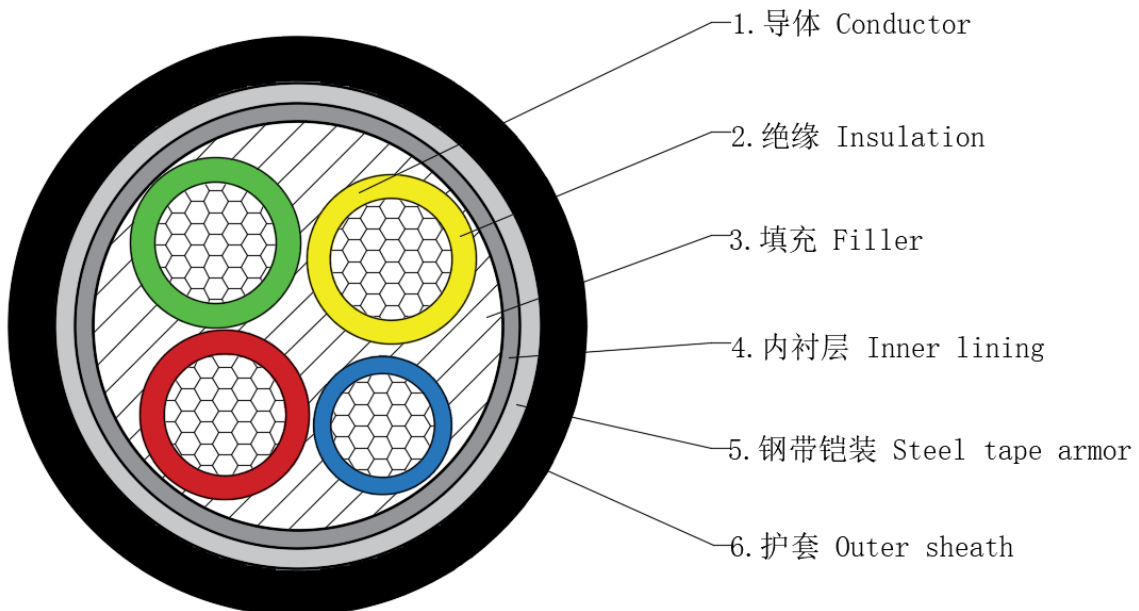 1.导体 Conductor
2.绝缘 Insulation
3.填充 Filler
4.内衬层 Inner lining
5.钢带铠装 Steel tape armor
6.护套 Outer sheath